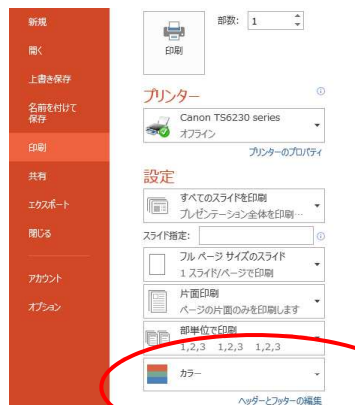 新規
開く
上書き保存
名前を付けて
保存
印刷
共有
エクスポート
閉じる
アカウント
オプション
印刷
部数: 1
プリンター
Canon TS6230 series
オフライン
プリンターのプロパティ
設定
すべてのスライドを印刷
プレゼンテーション全体を印刷…
スライド指定:
フル ページ サイズのスライド
1 スライド/ページで印刷
片面印刷
ページの片面のみを印刷します
部単位で印刷
1,2,3 1,2,3 1,2,3
カラー
ヘッダーとフッターの編集